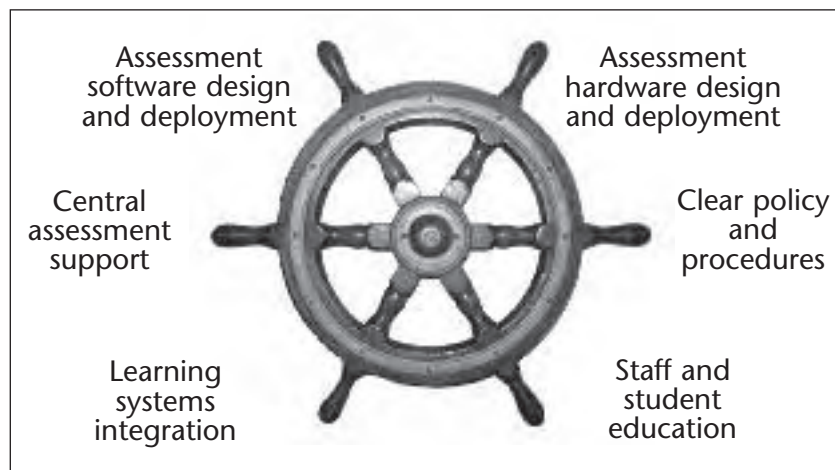 Assessment
software design
and deployment
Assessment
hardware design
and deployment
Central
assessment
support
Clear policy
and
procedures
Learning
systems
integration
Staff and
student
education